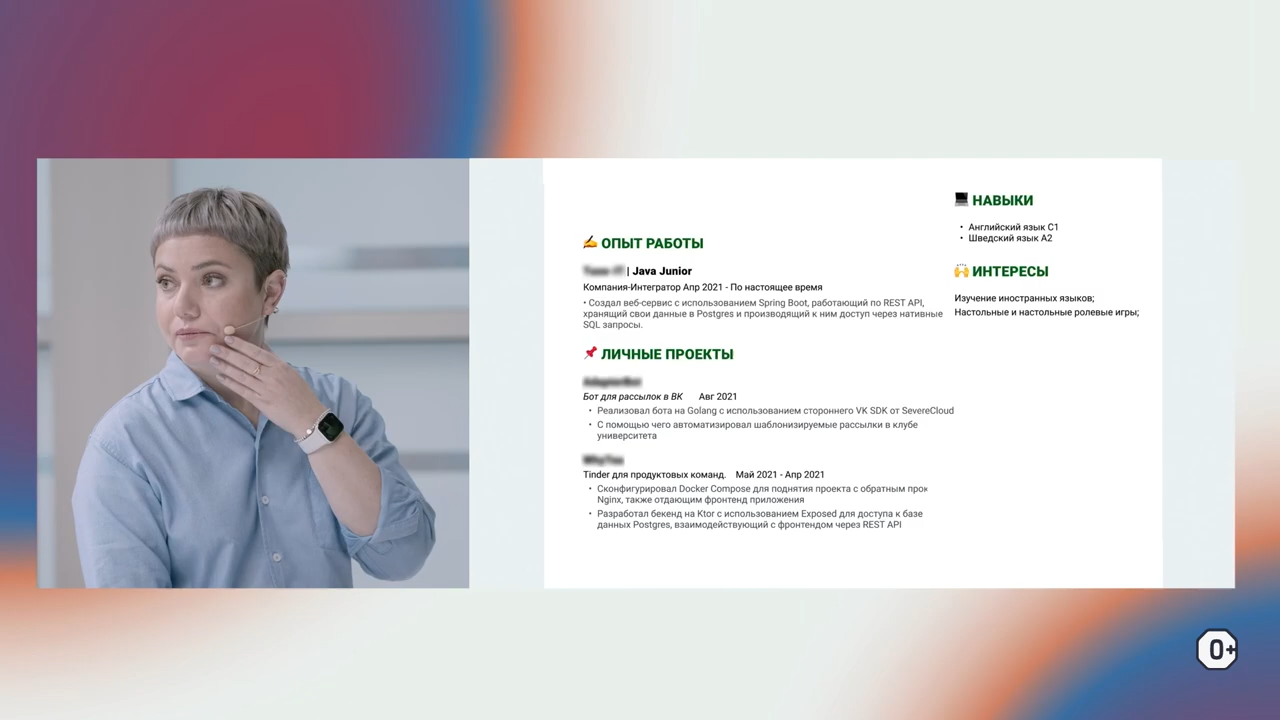 ОПЫТ РАБОТЫ
| Java Junior
Компания-Интегратор Апр 2021 - По настоящее время
• Создал веб-сервис с использованием Spring Boot, работающий по REST API,
хранящий свои данные в Postgres и производящий к ним доступ через нативные
SQL запросы.
ЛИЧНЫЕ ПРОЕКТЫ
Бот для рассылок в ВК Авг 2021
• Реализовал бота на Golang с использованием стороннего VK SDK от SevereCloud
• С помощью чего автоматизировал шаблонизируемые рассылки в клубе
университета
Tinder для продуктовых команд. Май 2021 - Апр 2021
• Сконфигурировал Docker Compose для поднятия проекта с обратным прок
Nginx, также отдающим фронтенд приложения
• Разработал бекенд на Ktor с использованием Exposed для доступа к базе
данных Postgres, взаимодействующий с фронтендом через REST API
НАВЫКИ
• Английский язык C1
• Шведский язык A2
ИНТЕРЕСЫ
Изучение иностранных языков;
Настольные и настольные ролевые игры;
0+